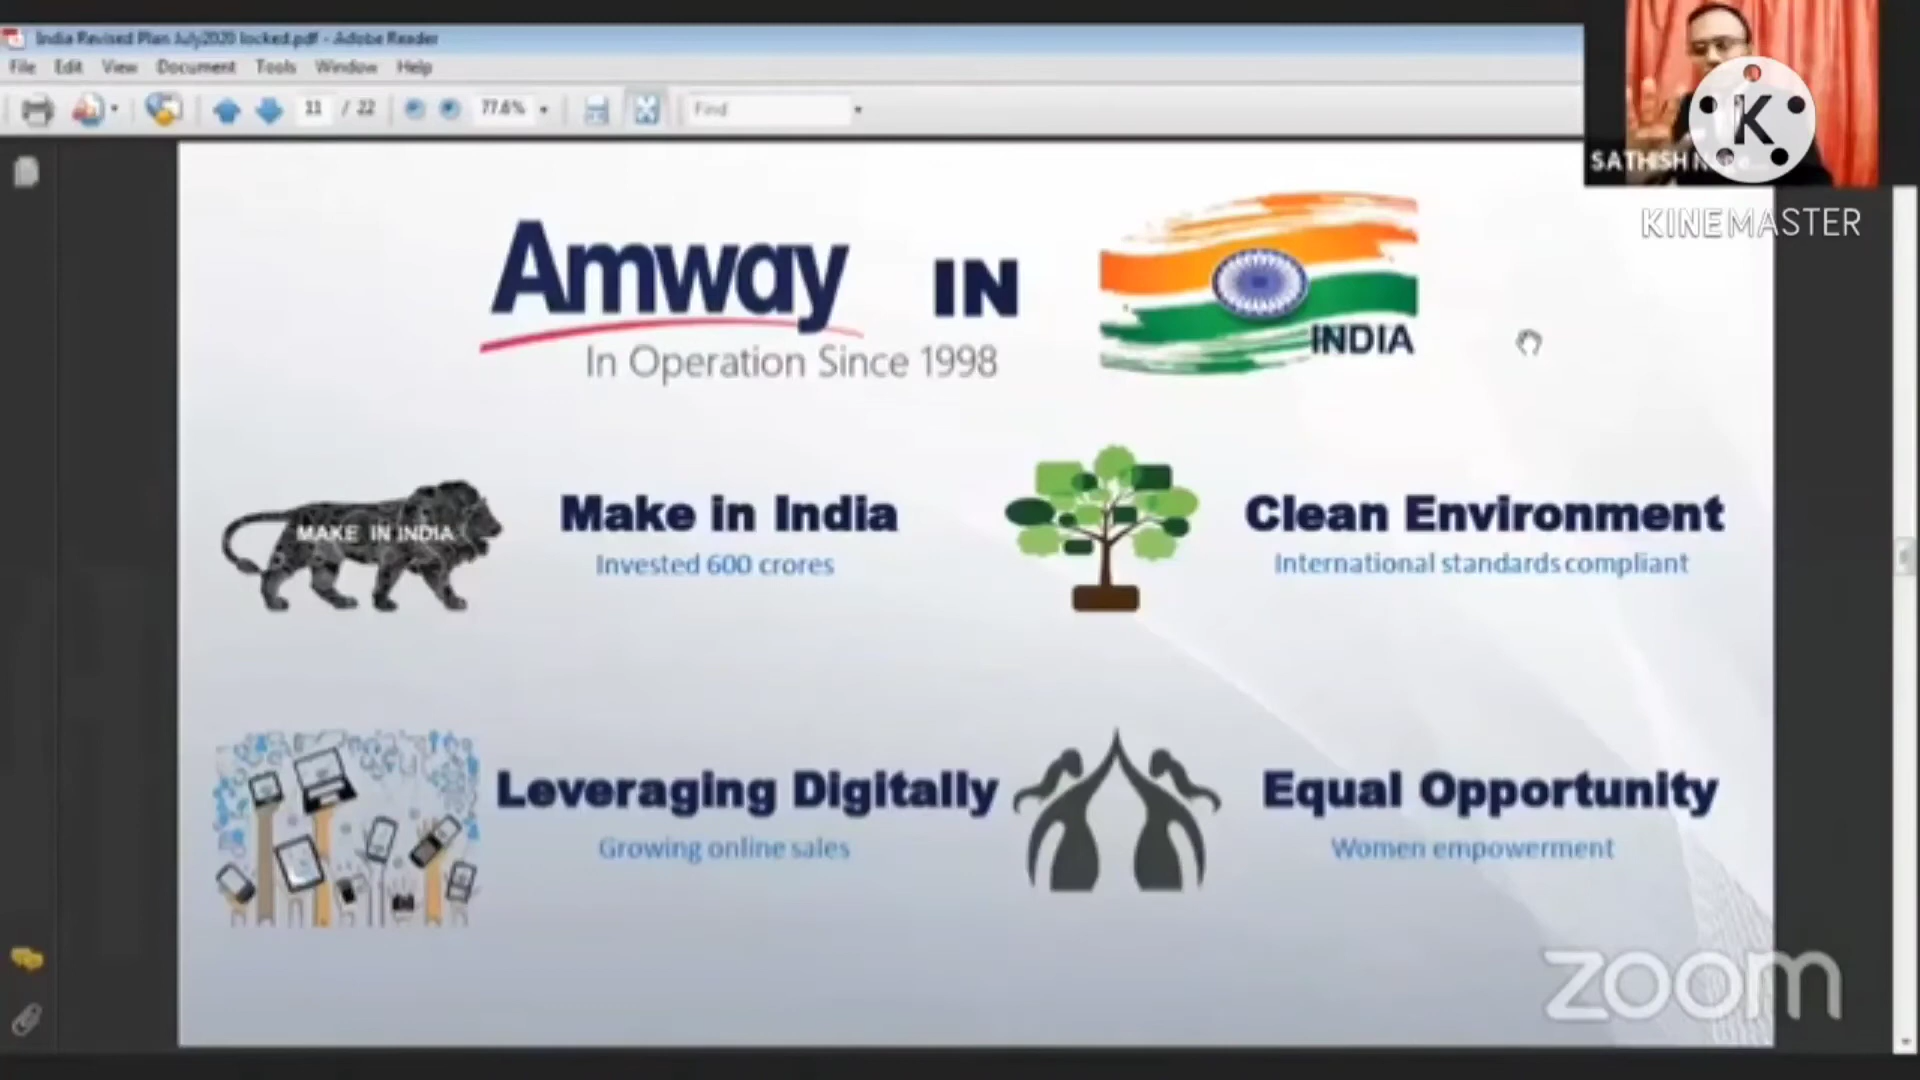 India Revised Plan July2020 locked.pdf - Adobe Reader
File Edit View Document Tools Window Help
11 / 22 77.6% Find
K
SATHISH
KINEMASTER
Amway IN
INDIA
In Operation Since 1998
MAKE IN INDIA
Make in India
Invested 600 crores
Clean Environment
International standards compliant
Leveraging Digitally
Growing online sales
Equal Opportunity
Women empowerment
zoom